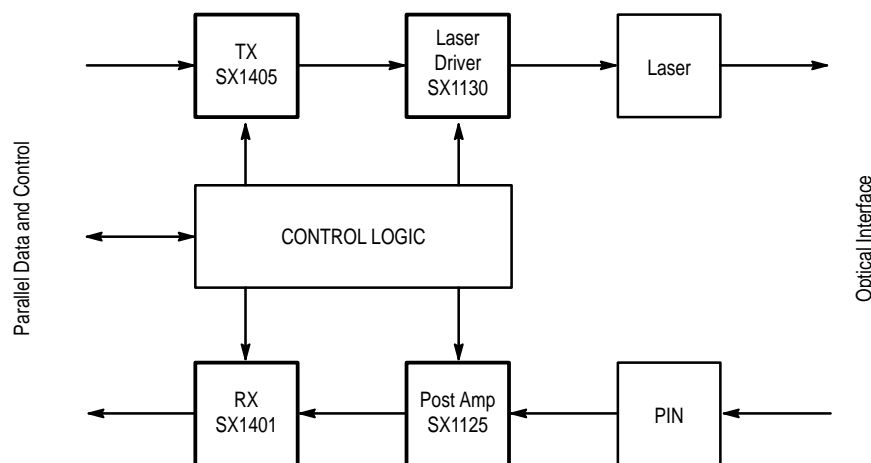 TX
SX1405
Laser
Driver
SX1130
Laser
Parallel Data and Control
CONTROL LOGIC
Optical Interface
RX
SX1401
Post Amp
SX1125
PIN